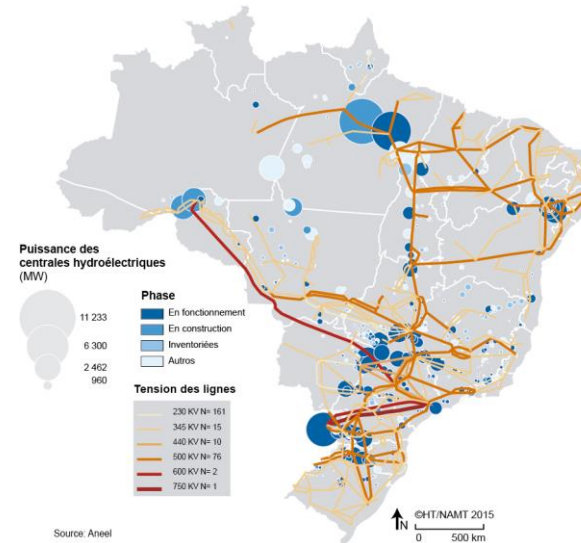 Puissance des
centrales hydroélectriques
(MW)
11 233
6 300
2 462
960
Phase
En fonctionnement
En construction
Inventoriées
Autros
Tension des lignes
230 KV N= 161
345 KV N= 15
440 KV N= 10
500 KV N= 76
600 KV N= 2
750 KV N= 1
Source: Aneel
N
©HT/NAMT 2015
0 500 km